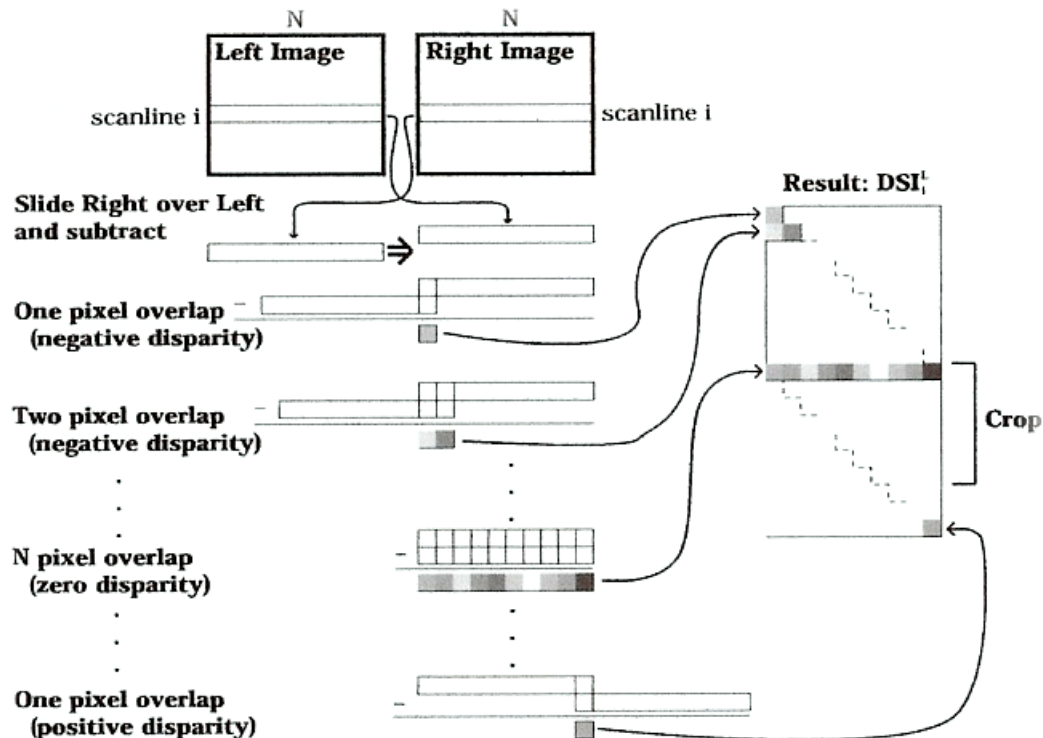 N
N
Left Image
Right Image
scanline i
scanline i
Result: DSI
Slide Right over Left
and subtract
One pixel overlap
(negative disparity)
Two pixel overlap
(negative disparity)
Crop
N pixel overlap
(zero disparity)
One pixel overlap
(positive disparity)